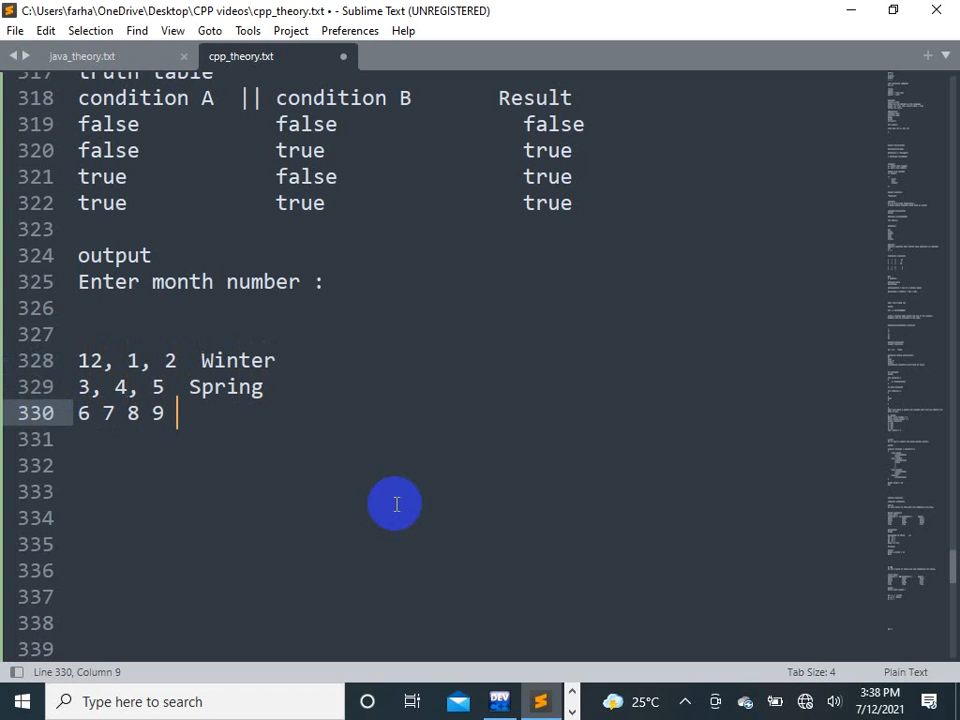 C:\Users\farha\OneDrive\Desktop\CPP videos\cpp_theory.txt • - Sublime Text (UNREGISTERED)
File Edit Selection Find View Goto Tools Project Preferences Help
java_theory.txt cpp_theory.txt
317 truth table
318 condition A || condition B Result
319 false false false
320 false true true
321 true false true
322 true true true
323
324 output
325 Enter month number :
326
327
328 12, 1, 2 Winter
329 3, 4, 5 Spring
330 6 7 8 9
331
332
333
334
335
336
337
338
339
Line 330, Column 9 Tab Size: 4 Plain Text
Type here to search DEV 25°C 3:38 PM
7/12/2021